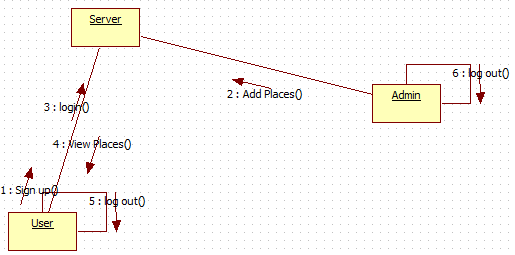 Server
6 : log out()
2 : Add Places()
Admin
3 : login()
4 : View Places()
1 : Sign up()
5 : log out()
User